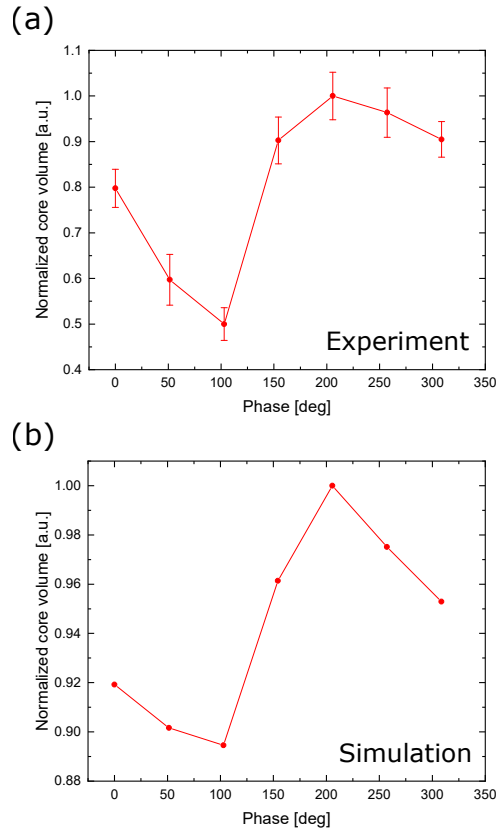 (a)
1.1
1.0
0.9
0.8
0.7
0.6
0.5
0.4
Normalized core volume [a.u.]
Experiment
0 50 100 150 200 250 300 350
Phase [deg]
(b)
1.00
0.98
0.96
0.94
0.92
0.90
0.88
Normalized core volume [a.u.]
Simulation
0 50 100 150 200 250 300 350
Phase [deg]